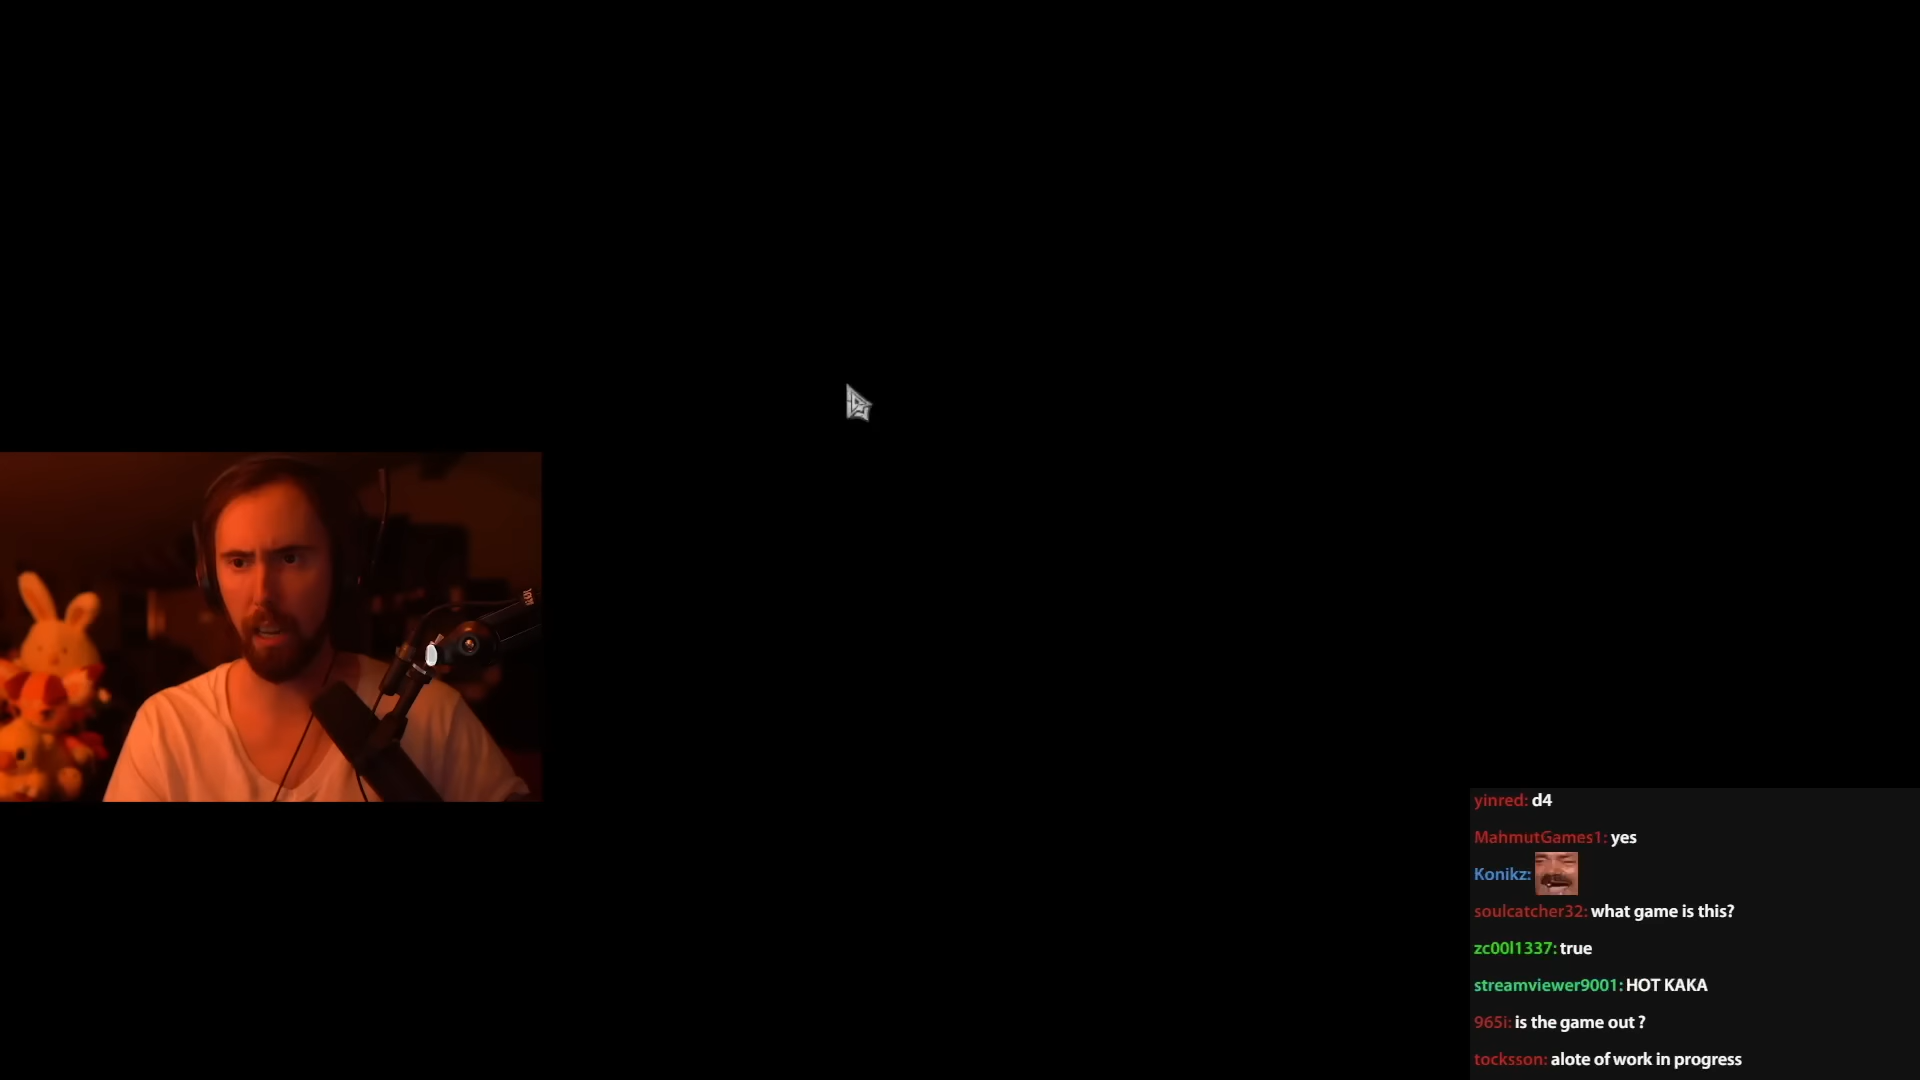 yinred: d4
MahmutGames1: yes
Konikz:
soulcatcher32: what game is this?
zc00l1337: true
streamviewer9001: HOT KAKA
965i: is the game out ?
tocksson: alote of work in progress